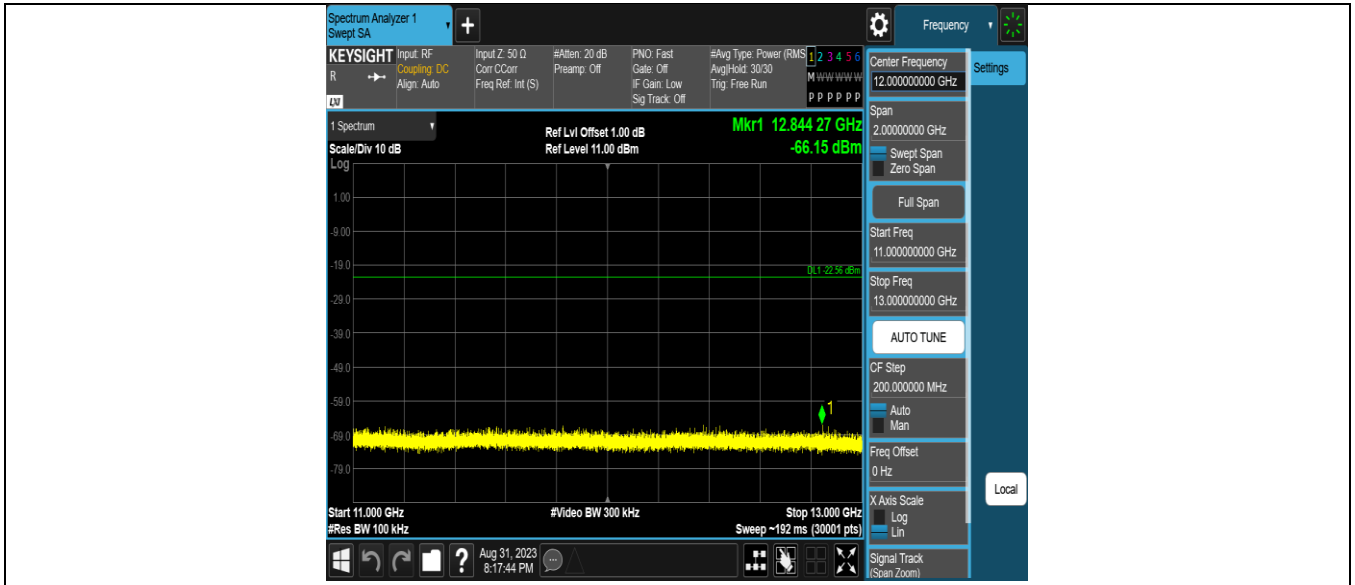 Spectrum Analyzer 1
Swept SA
+
Frequency
KEYSIGHT
R
LXI
Input: RF
Coupling: DC
Align: Auto
Input Z: 50 Ω
Corr CCorr
Freq Ref: Int (S)
#Atten: 20 dB
Preamp: Off
PNO: Fast
Gate: Off
IF Gain: Low
Sig Track: Off
#Avg Type: Power (RMS
Avg|Hold: 30/30
Trig: Free Run
1 2 3 4 5 6
M W W W W W
P P P P P P
1 Spectrum
Scale/Div 10 dB
Log
Ref Lvl Offset 1.00 dB
Ref Level 11.00 dBm
Mkr1 12.844 27 GHz
-66.15 dBm
1.00
-9.00
-19.0
DL1 -22.56 dBm
-29.0
-39.0
-49.0
-59.0
1
-69.0
-79.0
Start 11.000 GHz
#Video BW 300 kHz
Stop 13.000 GHz
#Res BW 100 kHz
Sweep ~192 ms (30001 pts)
?
Aug 31, 2023
8:17:44 PM
Center Frequency
12.000000000 GHz
Settings
Span
2.00000000 GHz
Swept Span
Zero Span
Full Span
Start Freq
11.000000000 GHz
Stop Freq
13.000000000 GHz
AUTO TUNE
CF Step
200.000000 MHz
Auto
Man
Freq Offset
0 Hz
X Axis Scale
Log
Lin
Local
Signal Track
(Span Zoom)